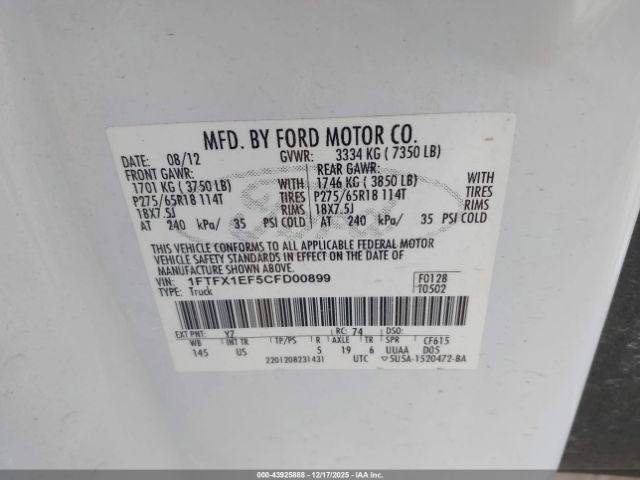 MFD. BY FORD MOTOR CO.
DATE: 08/12 GVWR: 3334 KG (7350 LB)
FRONT GAWR: REAR GAWR:
1701 KG (3750 LB) WITH 1746 KG (3850 LB) WITH
P275/65R18 114T TIRES P275/65R18 114T TIRES
18X7.5J RIMS 18X7.5J RIMS
AT 240 kPa/ 35 PSI COLD AT 240 kPa/ 35 PSI COLD
THIS VEHICLE CONFORMS TO ALL APPLICABLE FEDERAL MOTOR
VEHICLE SAFETY STANDARDS IN EFFECT ON THE DATE OF
MANUFACTURE SHOWN ABOVE.
VIN: 1FTFX1EF5CFD00899 F0128
TYPE: Truck T0502
EXT PNT: YZ RC: 74 DSO:
WB INT TR TP/PS R AXLE TR SPR CF615
145 US 5 19 6 UUAA D05
2201208231431 UTC 5U5A-1520472-BA
000-43925888 - 12/17/2025 - IAAI.COM